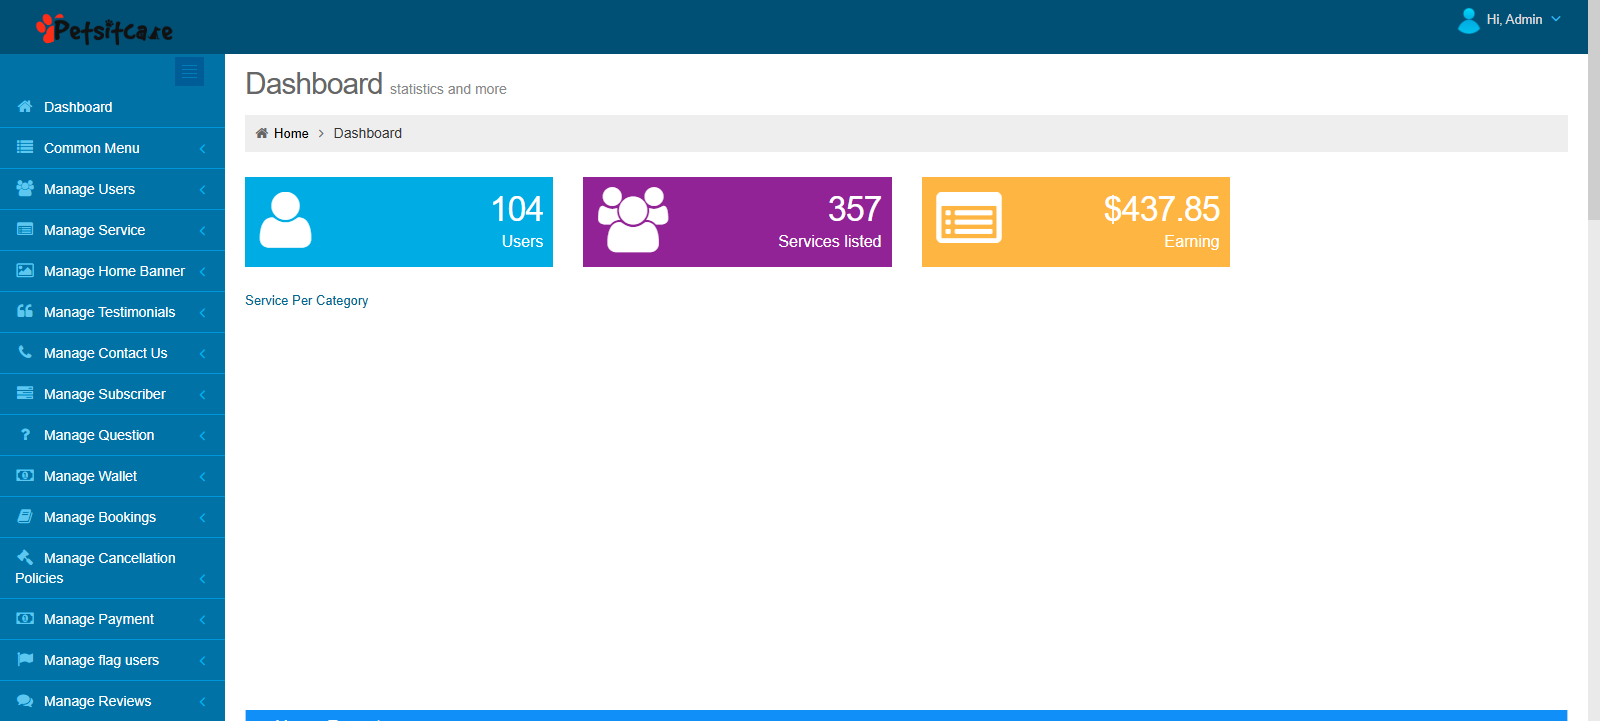 Petsitcare
Hi, Admin
Dashboard
Common Menu
Manage Users
Manage Service
Manage Home Banner
Manage Testimonials
Manage Contact Us
Manage Subscriber
Manage Question
Manage Wallet
Manage Bookings
Manage Cancellation
Policies
Manage Payment
Manage flag users
Manage Reviews
Dashboard statistics and more
Home > Dashboard
104
Users
357
Services listed
$437.85
Earning
Service Per Category